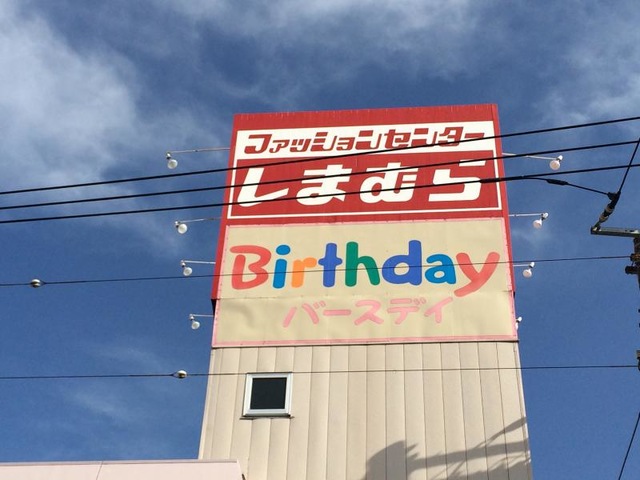 ファッションセンター
しまむら
Birthday
バースデイ